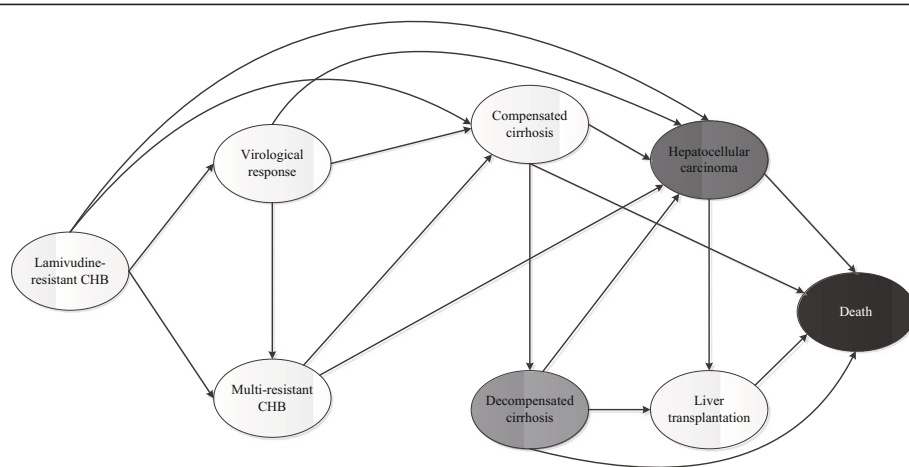 Compensated
cirrhosis
Hepatocellular
carcinoma
Virological
response
Lamivudine-
resistant CHB
Death
Multi-resistant
CHB
Decompensated
cirrhosis
Liver
transplantation